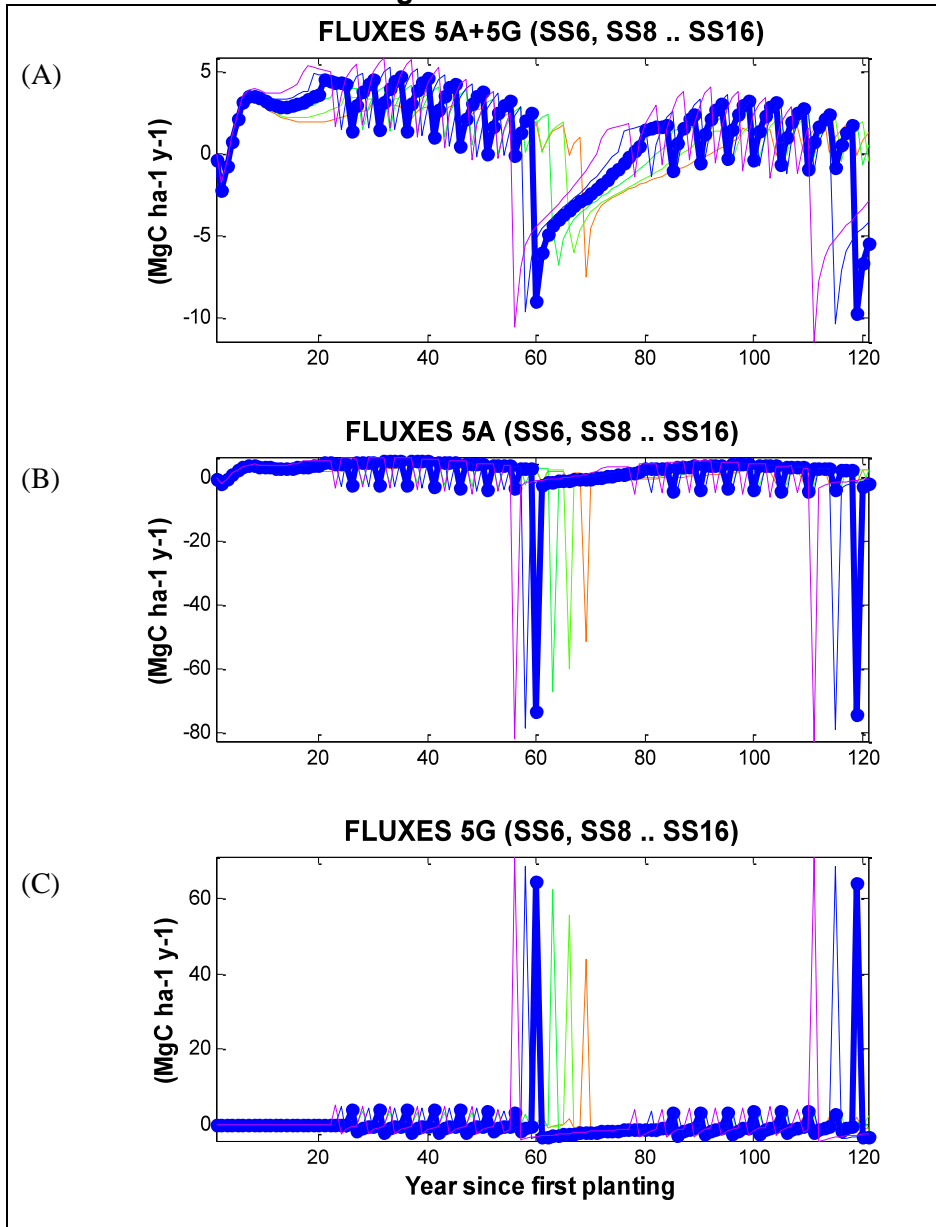 FLUXES 5A+5G (SS6, SS8 .. SS16)
(A)
(MgC ha-1 y-1)
5
0
-5
-10
20 40 60 80 100 120
FLUXES 5A (SS6, SS8 .. SS16)
(B)
(MgC ha-1 y-1)
0
-20
-40
-60
-80
20 40 60 80 100 120
FLUXES 5G (SS6, SS8 .. SS16)
(C)
(MgC ha-1 y-1)
60
40
20
0
20 40 60 80 100 120
Year since first planting